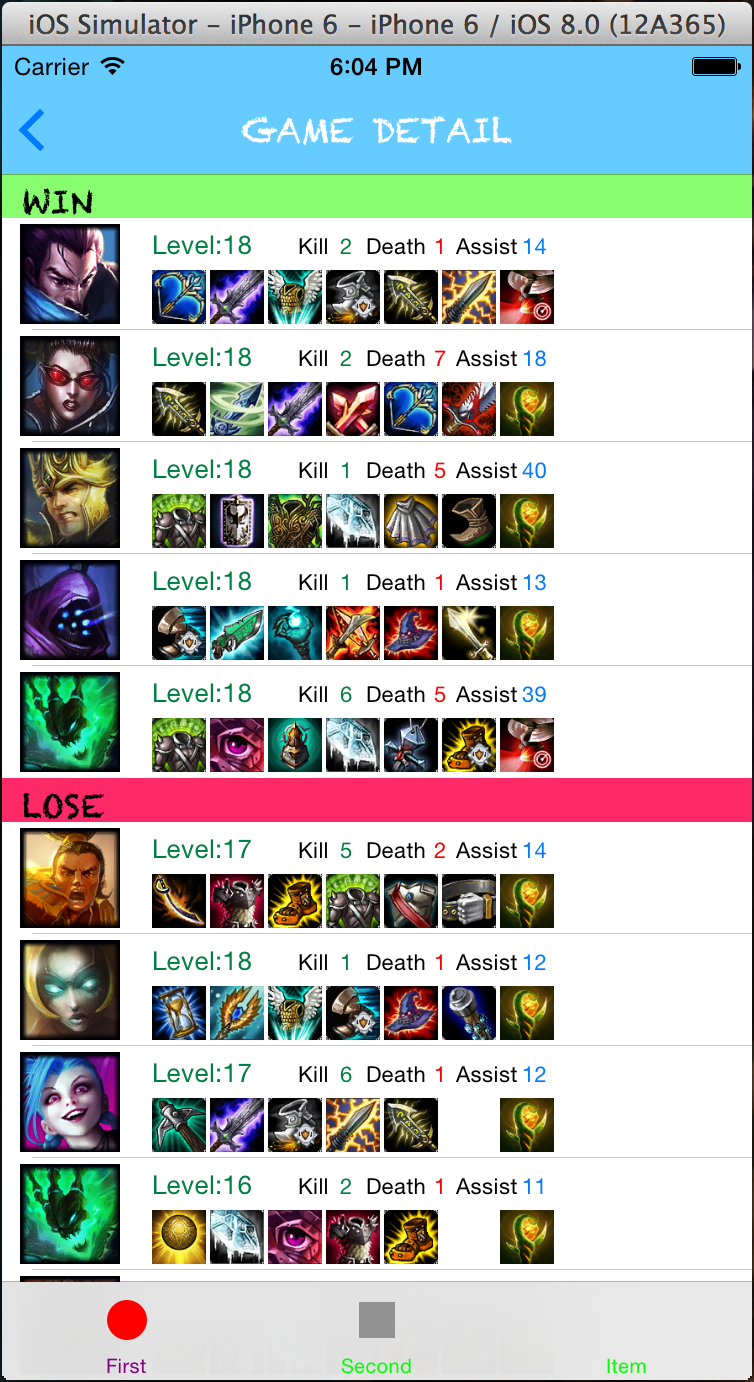 iOS Simulator – iPhone 6 – iPhone 6 / iOS 8.0 (12A365)
Carrier 6:04 PM
GAME DETAIL
WIN
Level:18 Kill 2 Death 1 Assist 14
Level:18 Kill 2 Death 7 Assist 18
Level:18 Kill 1 Death 5 Assist 40
Level:18 Kill 1 Death 1 Assist 13
Level:18 Kill 6 Death 5 Assist 39
LOSE
Level:17 Kill 5 Death 2 Assist 14
Level:18 Kill 1 Death 1 Assist 12
Level:17 Kill 6 Death 1 Assist 12
Level:16 Kill 2 Death 1 Assist 11
First Second Item